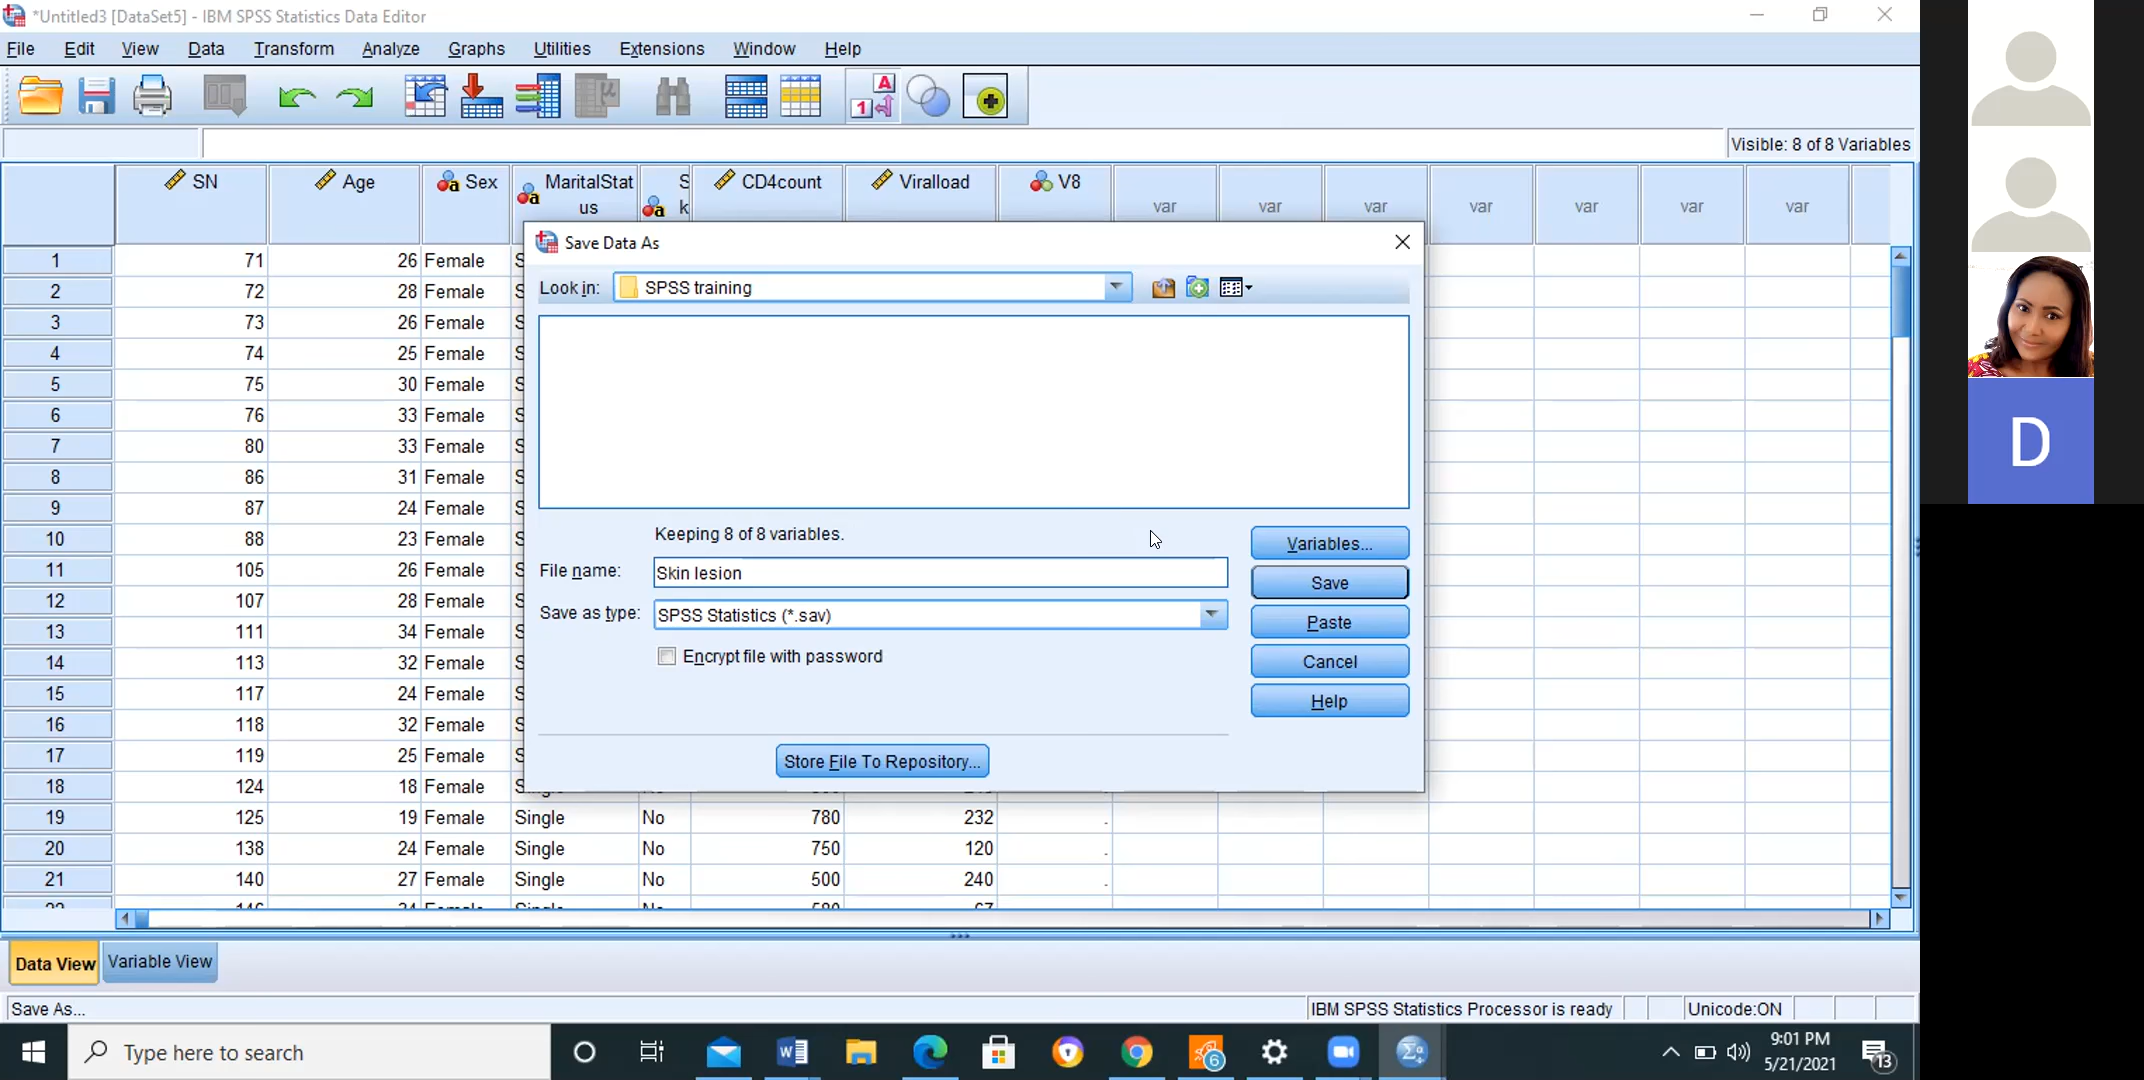 *Untitled3 [DataSet5] - IBM SPSS Statistics Data Editor
File Edit View Data Transform Analyze Graphs Utilities Extensions Window Help
Visible: 8 of 8 Variables
SN Age Sex MaritalStat CD4count Viralload V8
us k var var var var var var var
Save Data As
1 71 26 Female
Look in: SPSS training
2 72 28 Female
3 73 26 Female
4 74 25 Female
5 75 30 Female
6 76 33 Female
7 80 33 Female
8 86 31 Female
9 87 24 Female
10 88 23 Female
Keeping 8 of 8 variables.
Variables...
11 105 26 Female
File name: Skin lesion
Save
12 107 28 Female
Save as type: SPSS Statistics (*.sav)
Paste
13 111 34 Female
14 113 32 Female
Encrypt file with password
Cancel
15 117 24 Female
Help
16 118 32 Female
17 119 25 Female
Store File To Repository...
18 124 18 Female
19 125 19 Female Single No 780 232 .
20 138 24 Female Single No 750 120 .
21 140 27 Female Single No 500 240 .
D
Data View Variable View
Save As...
IBM SPSS Statistics Processor is ready Unicode:ON
Type here to search
6
9:01 PM
5/21/2021
13